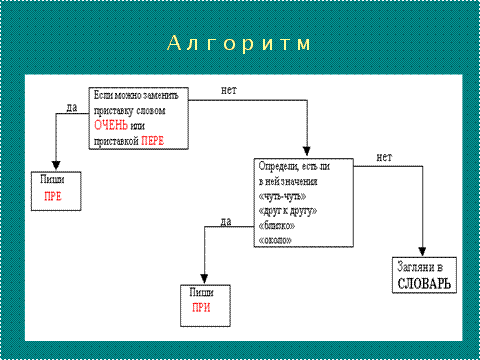 Алгоритм
Если можно заменить
приставку словом
ОЧЕНЬ или
приставкой ПЕРЕ
да
нет
Пиши
ПРЕ
Определи, есть ли
в ней значения
«чуть-чуть»
«друг к другу»
«близко»
«около»
да
нет
Пиши
ПРИ
Загляни в
СЛОВАРЬ